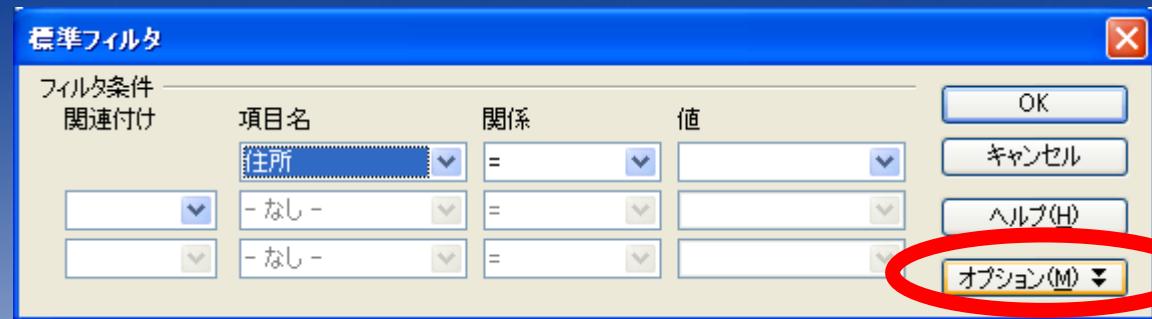 標準フィルタ
フィルタ条件
関連付け 項目名 関係 値
住所 =
- なし - =
- なし - =
OK
キャンセル
ヘルプ(H)
オプション(M)